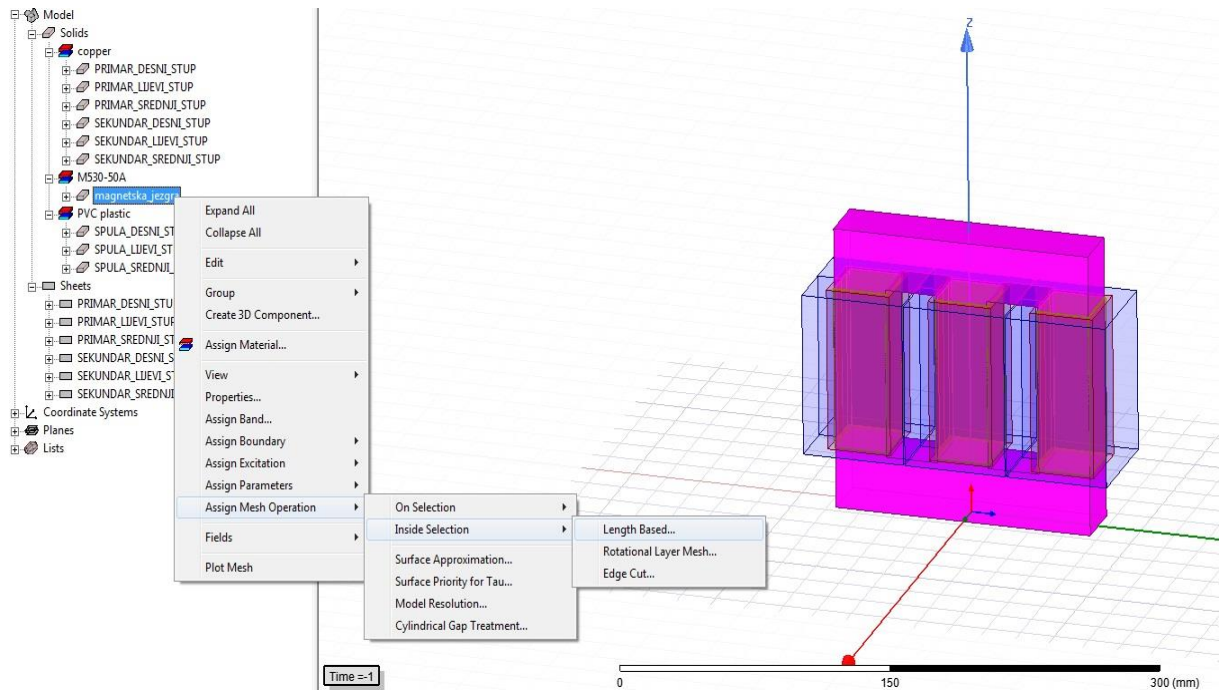 Model
Solids
copper
PRIMAR_DESNI_STUP
PRIMAR_LIJEVI_STUP
PRIMAR_SREDNJI_STUP
SEKUNDAR_DESNI_STUP
SEKUNDAR_LIJEVI_STUP
SEKUNDAR_SREDNJI_STUP
M530-50A
magnetska_jezgra
PVC plastic
SPULA_DESNI_ST
SPULA_LIJEVI_ST
SPULA_SREDNJI_
Sheets
PRIMAR_DESNI_STU
PRIMAR_LIJEVI_STUP
PRIMAR_SREDNJI_ST
SEKUNDAR_DESNI_S
SEKUNDAR_LIJEVI_ST
SEKUNDAR_SREDNJI
Coordinate Systems
Planes
Lists
Expand All
Collapse All
Edit
Group
Create 3D Component...
Assign Material...
View
Properties...
Assign Band...
Assign Boundary
Assign Excitation
Assign Parameters
Assign Mesh Operation
Fields
Plot Mesh
On Selection
Inside Selection
Surface Approximation...
Surface Priority for Tau...
Model Resolution...
Cylindrical Gap Treatment...
Length Based...
Rotational Layer Mesh...
Edge Cut...
Z
Time =-1
0
150
300 (mm)